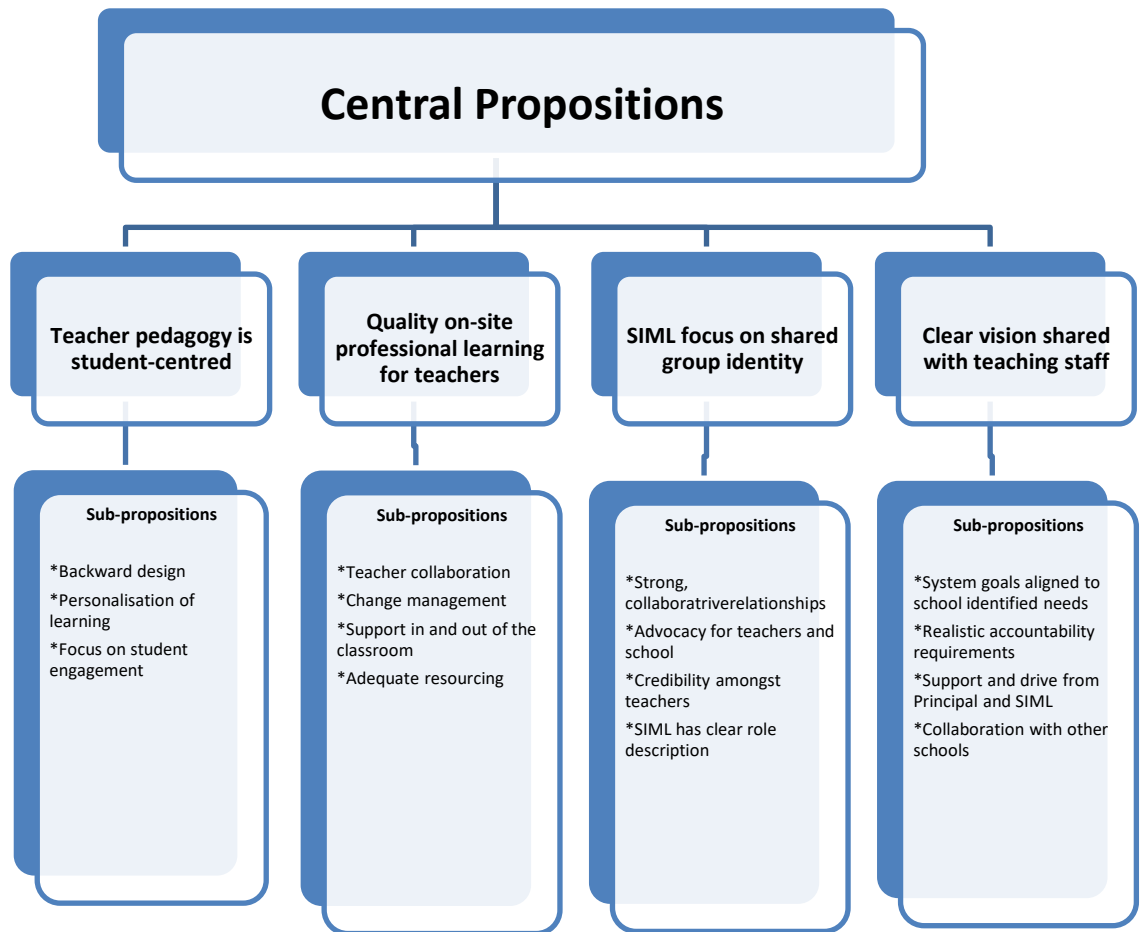 Central Propositions
Teacher pedagogy is
student-centred
Quality on-site
professional learning
for teachers
SIML focus on shared
group identity
Clear vision shared
with teaching staff
Sub-propositions
*Backward design
*Personalisation of
learning
*Focus on student
engagement
Sub-propositions
*Teacher collaboration
*Change management
*Support in and out of the
classroom
*Adequate resourcing
Sub-propositions
*Strong,
collaboratriverelationships
*Advocacy for teachers and
school
*Credibility amongst
teachers
*SIML has clear role
description
Sub-propositions
*System goals aligned to
school identified needs
*Realistic accountability
requirements
*Support and drive from
Principal and SIML
*Collaboration with other
schools